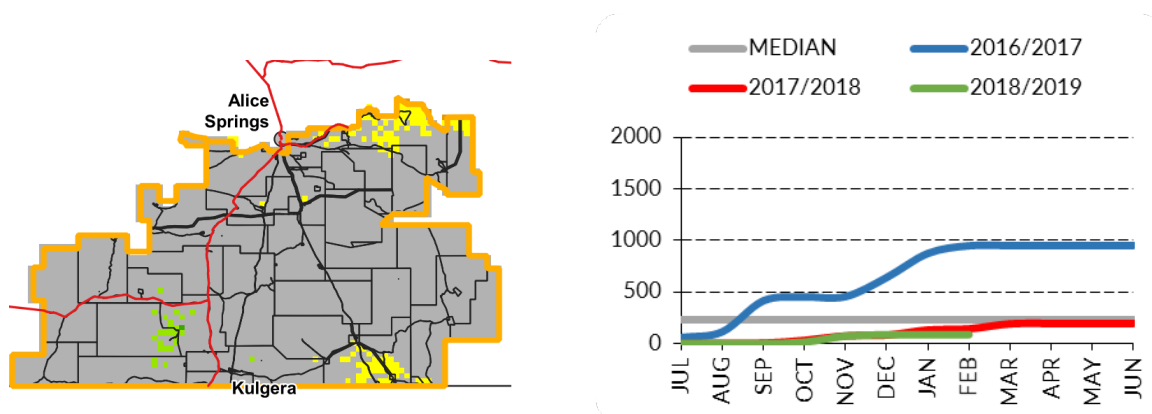 Alice
Springs
Kulgera
MEDIAN
2016/2017
2017/2018
2018/2019
2000
1500
1000
500
0
JUL
AUG
SEP
OCT
NOV
DEC
JAN
FEB
MAR
APR
MAY
JUN